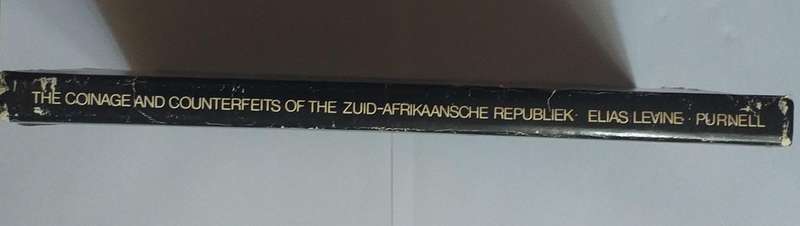 THE COINAGE AND COUNTERFEITS OF THE ZUID-AFRIKAANSCHE REPUBLIEK · ELIAS LEVINE · PURNELL